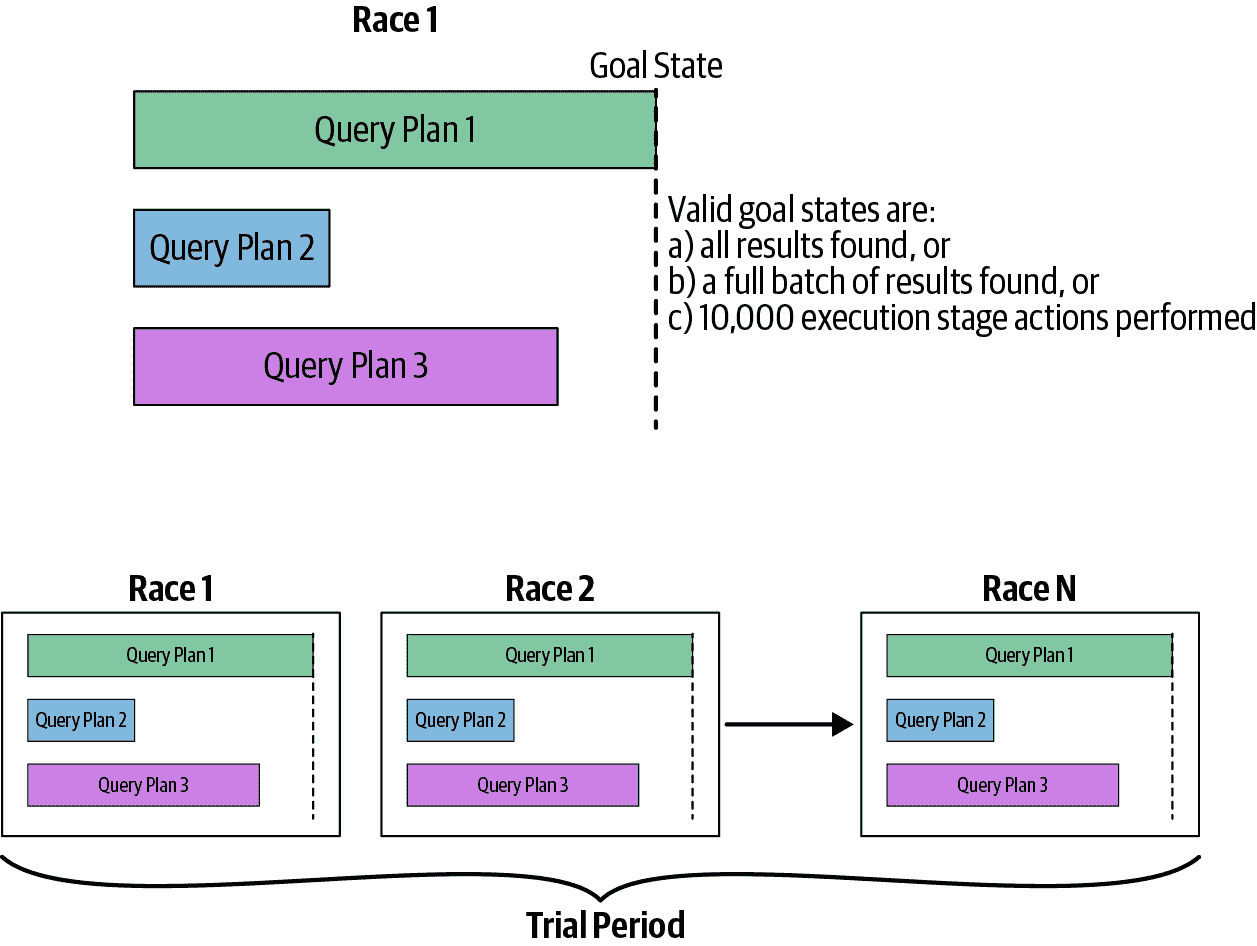 Race 1
Goal State
Query Plan 1
Valid goal states are:
a) all results found, or
Query Plan 2
b) a full batch of results found, or
c) 10,000 execution stage actions performed
Query Plan 3
Race 1
Race 2
Race N
Query Plan 1
Query Plan 1
Query Plan 1
Query Plan 2
Query Plan 2
Query Plan 2
Query Plan 3
Query Plan 3
Query Plan 3
Trial Period